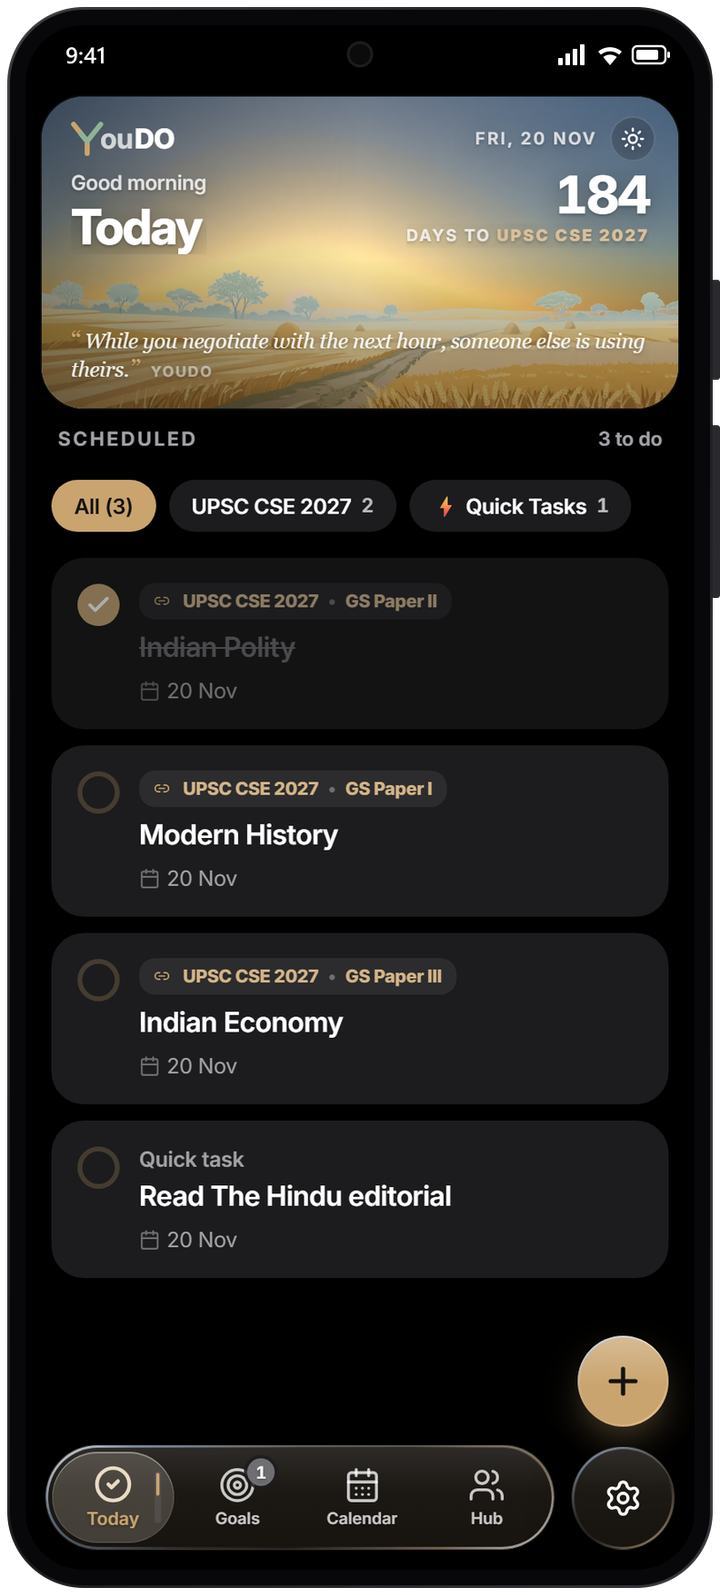 9:41
YouDO
FRI, 20 NOV
Good morning
184
Today
DAYS TO UPSC CSE 2027
“ While you negotiate with the next hour, someone else is using
theirs.” YOUDO
SCHEDULED
3 to do
All (3)
UPSC CSE 2027 2
Quick Tasks 1
UPSC CSE 2027 • GS Paper II
Indian Polity
20 Nov
UPSC CSE 2027 • GS Paper I
Modern History
20 Nov
UPSC CSE 2027 • GS Paper III
Indian Economy
20 Nov
Quick task
Read The Hindu editorial
20 Nov
1
Today
Goals
Calendar
Hub